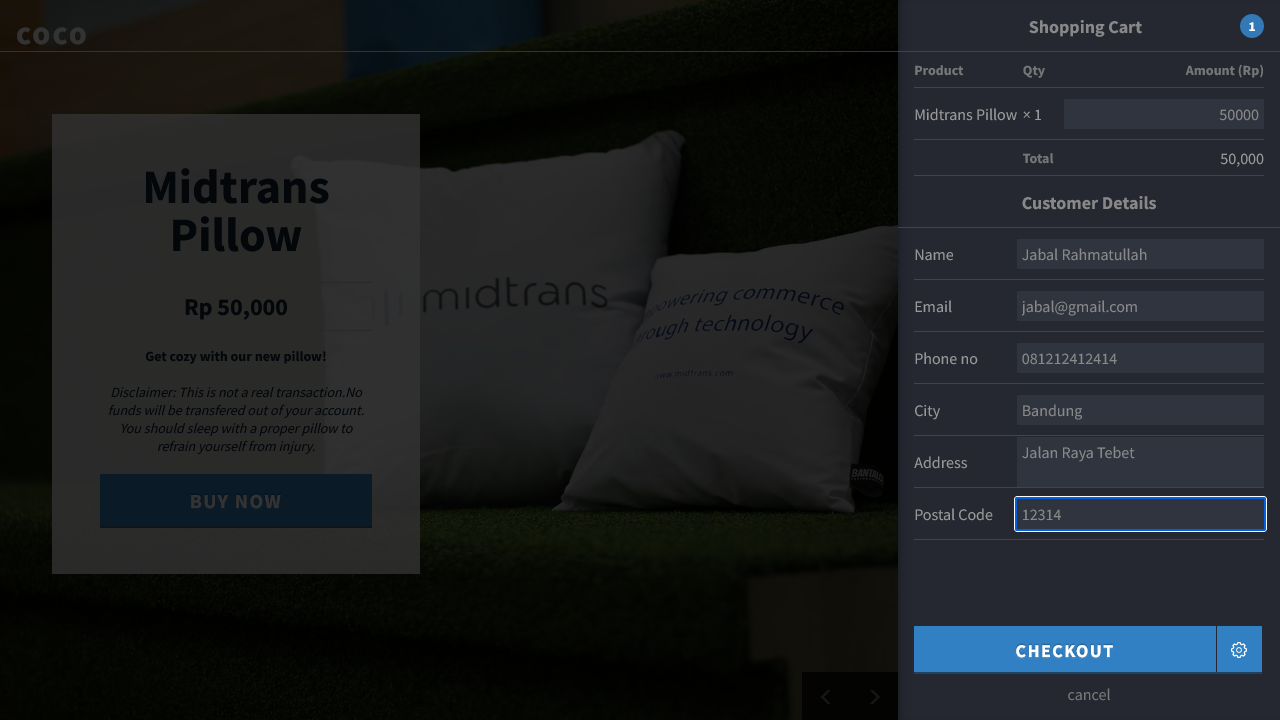 COCO
Midtrans
Pillow
Rp 50,000
Get cozy with our new pillow!
Disclaimer: This is not a real transaction.No
funds will be transfered out of your account.
You should sleep with a proper pillow to
refrain yourself from injury.
BUY NOW
midtrans
powering commerce
through technology
www.midtrans.com
BANTAL
Shopping Cart
1
Product Qty Amount (Rp)
Midtrans Pillow × 1 50000
Total 50,000
Customer Details
Name Jabal Rahmatullah
Email jabal@gmail.com
Phone no 081212412414
City Bandung
Address Jalan Raya Tebet
Postal Code 12314
CHECKOUT
cancel